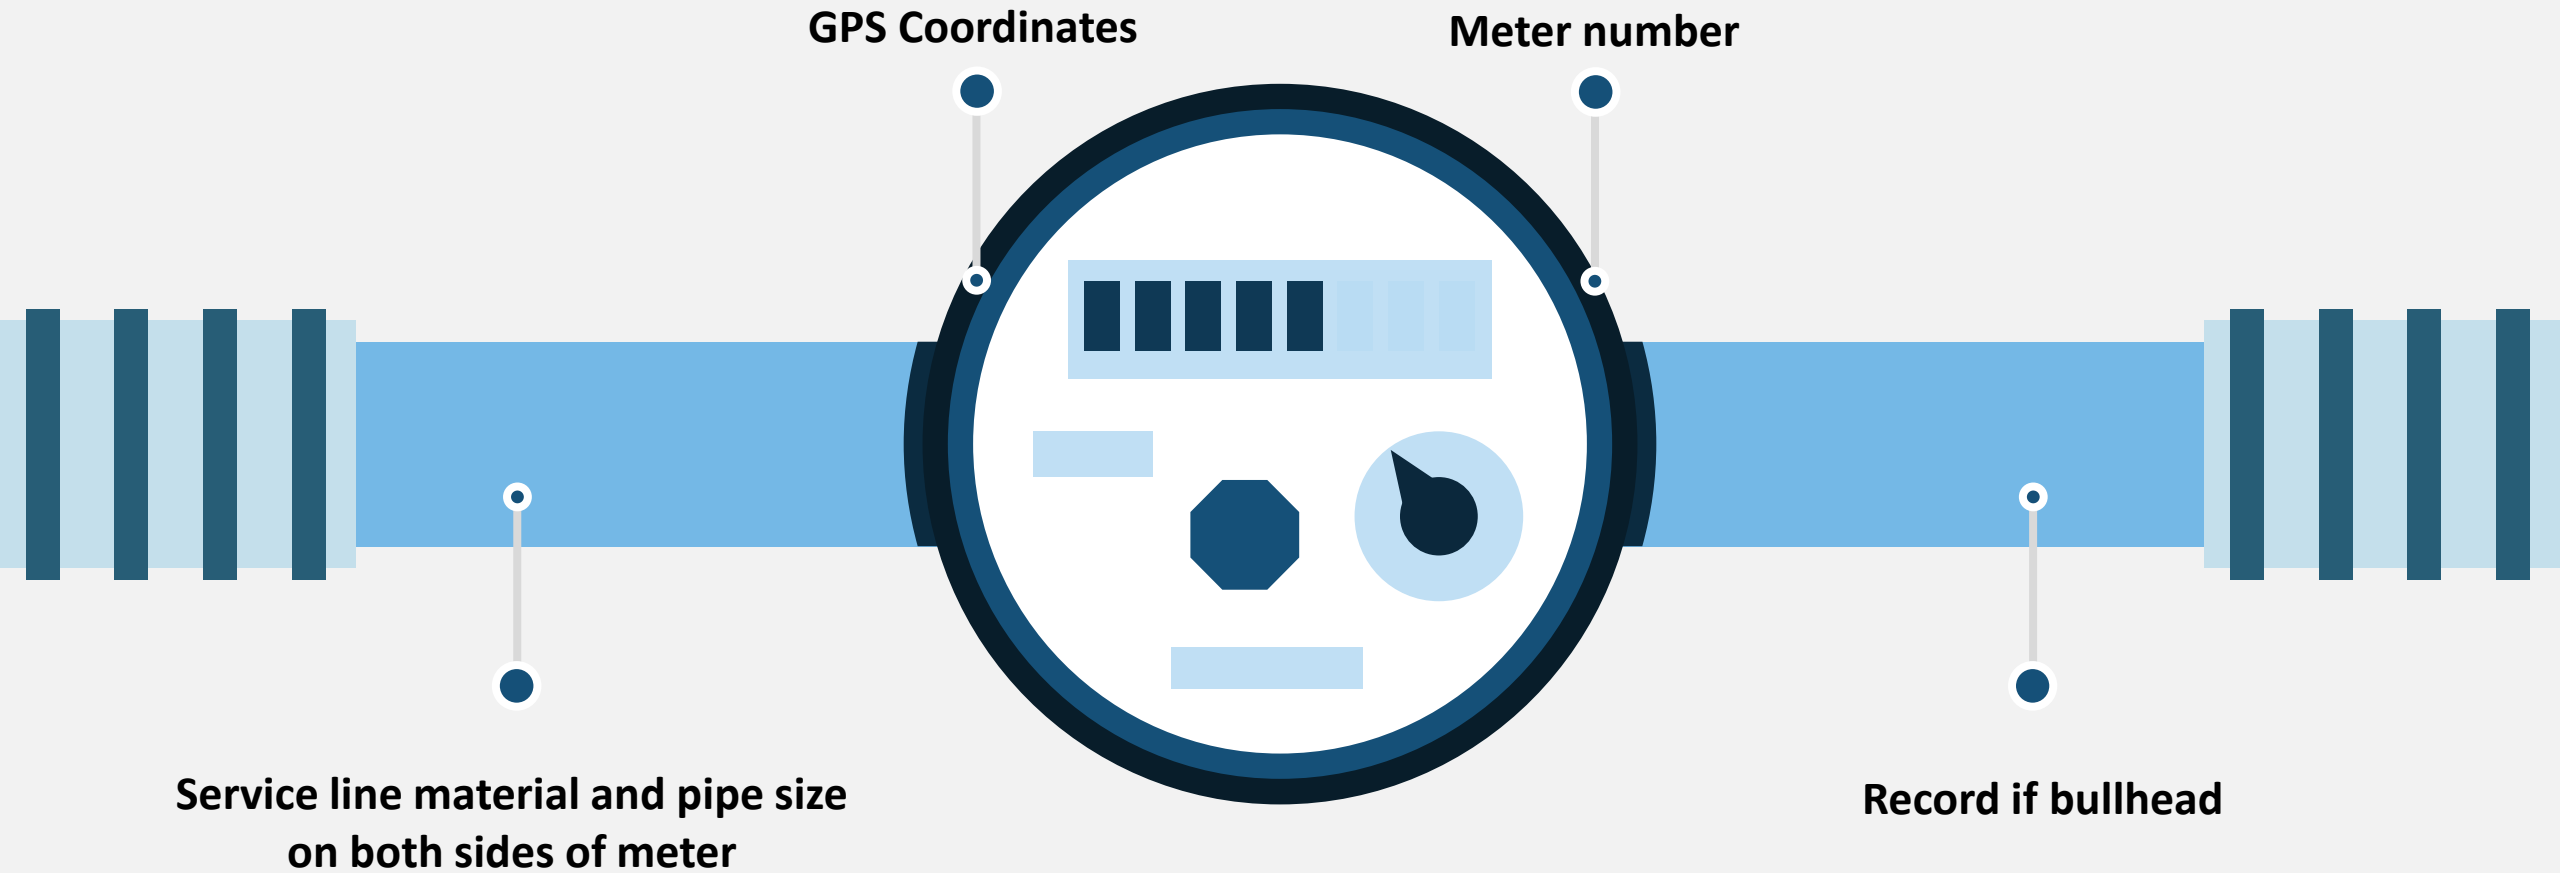 GPS Coordinates
Meter number
Service line material and pipe size
on both sides of meter
Record if bullhead